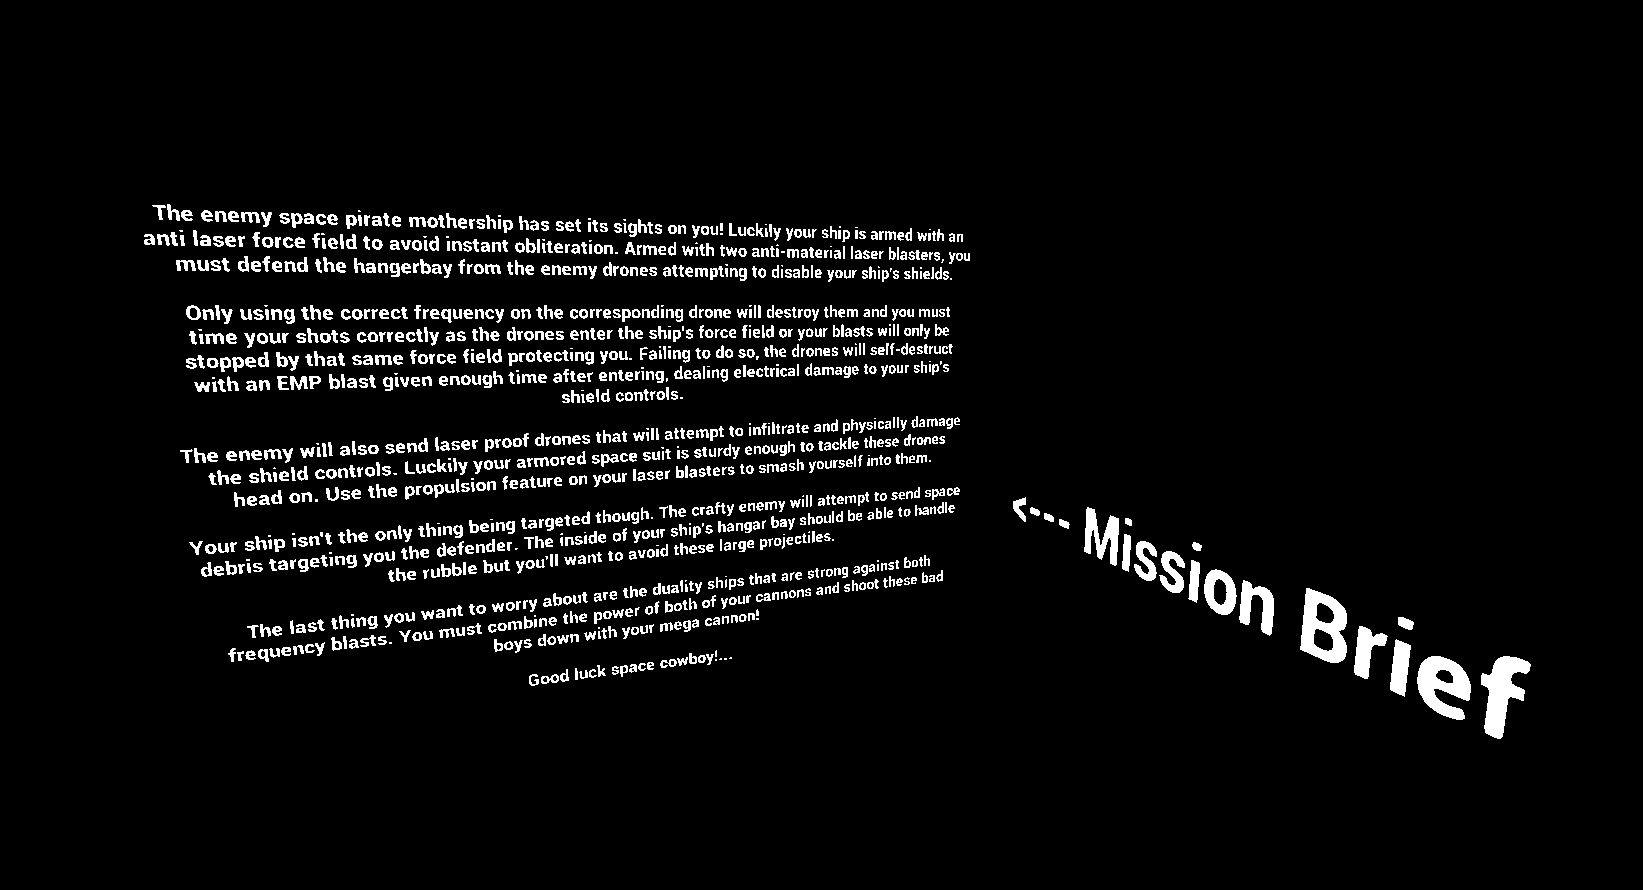 The enemy space pirate mothership has set its sights on you! Luckily your ship is armed with an
anti laser force field to avoid instant obliteration. Armed with two anti-material laser blasters, you
must defend the hangerbay from the enemy drones attempting to disable your ship's shields.
Only using the correct frequency on the corresponding drone will destroy them and you must
time your shots correctly as the drones enter the ship's force field or your blasts will only be
stopped by that same force field protecting you. Failing to do so, the drones will self-destruct
with an EMP blast given enough time after entering, dealing electrical damage to your ship's
shield controls.
The enemy will also send laser proof drones that will attempt to infiltrate and physically damage
the shield controls. Luckily your armored space suit is sturdy enough to tackle these drones
head on. Use the propulsion feature on your laser blasters to smash yourself into them.
Your ship isn't the only thing being targeted though. The crafty enemy will attempt to send space
debris targeting you the defender. The inside of your ship's hangar bay should be able to handle
the rubble but you'll want to avoid these large projectiles.
The last thing you want to worry about are the duality ships that are strong against both
frequency blasts. You must combine the power of both of your cannons and shoot these bad
boys down with your mega cannon!
Good luck space cowboy!...
<--- Mission Brief